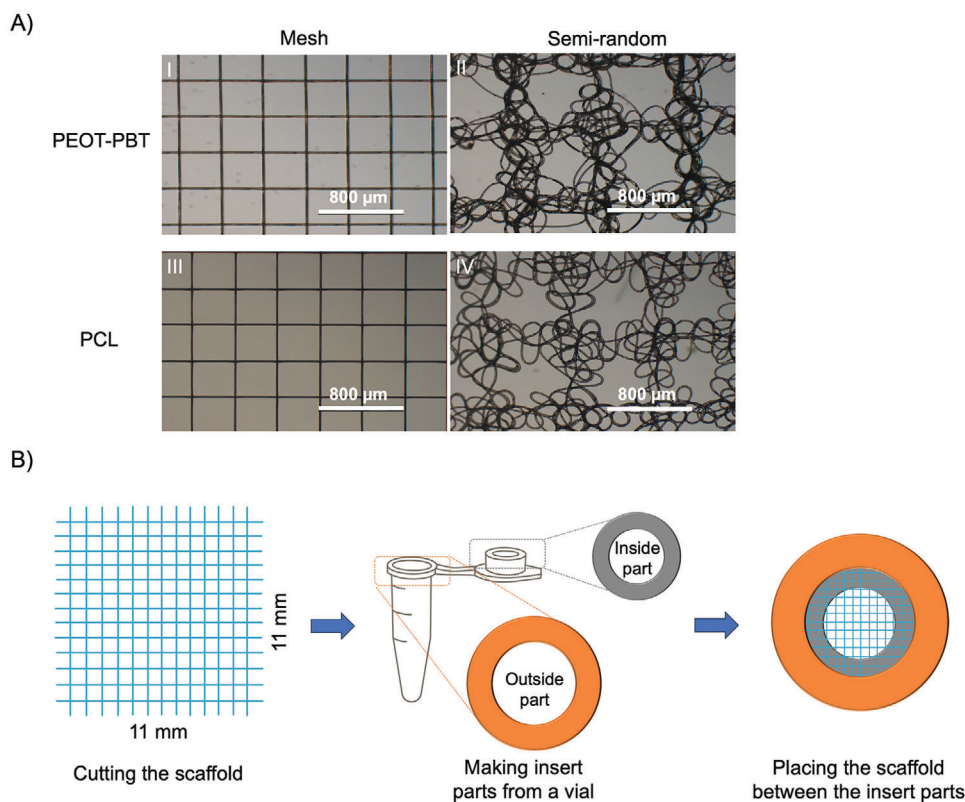 A)
Mesh
Semi-random
PEOT-PBT
I
800 µm
II
800 µm
PCL
III
800 µm
IV
800 µm
B)
11 mm
11 mm
Cutting the scaffold
Inside
part
Outside
part
Making insert
parts from a vial
Placing the scaffold
between the insert parts